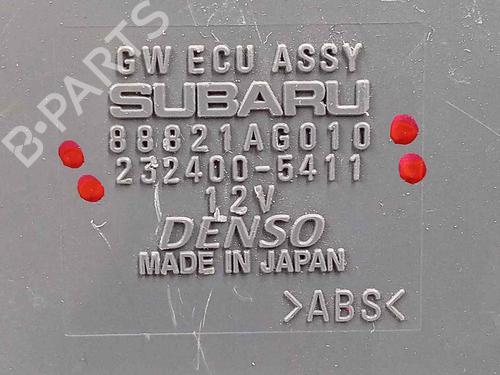 GW ECU ASSY
SUBARU
88821AG010
232400-5411
12V
DENSO
MADE IN JAPAN
>ABS<
B-PARTS